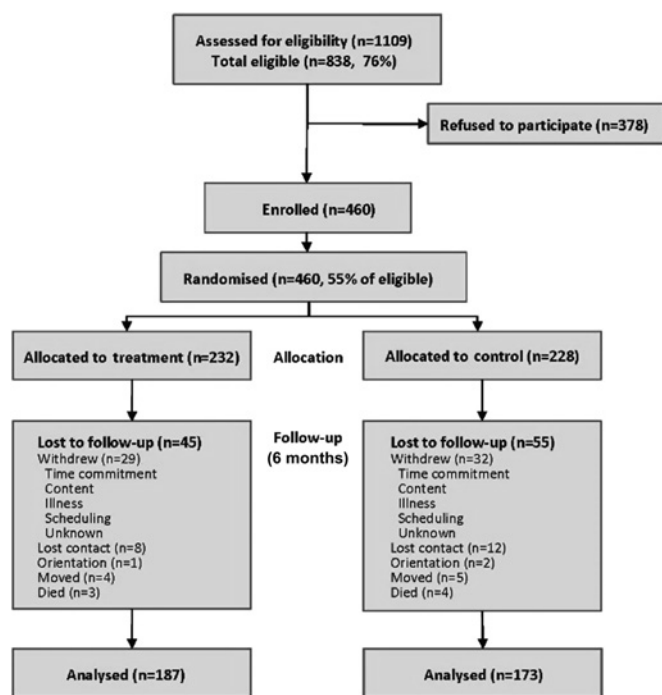 Assessed for eligibility (n=1109)
Total eligible (n=838, 76%)
Refused to participate (n=378)
Enrolled (n=460)
Randomised (n=460, 55% of eligible)
Allocated to treatment (n=232)
Allocation
Allocated to control (n=228)
Lost to follow-up (n=45)
Withdrew (n=29)
Time commitment
Content
Illness
Scheduling
Unknown
Lost contact (n=8)
Orientation (n=1)
Moved (n=4)
Died (n=3)
Follow-up
(6 months)
Lost to follow-up (n=55)
Withdrew (n=32)
Time commitment
Content
Illness
Scheduling
Unknown
Lost contact (n=12)
Orientation (n=2)
Moved (n=5)
Died (n=4)
Analysed (n=187)
Analysed (n=173)